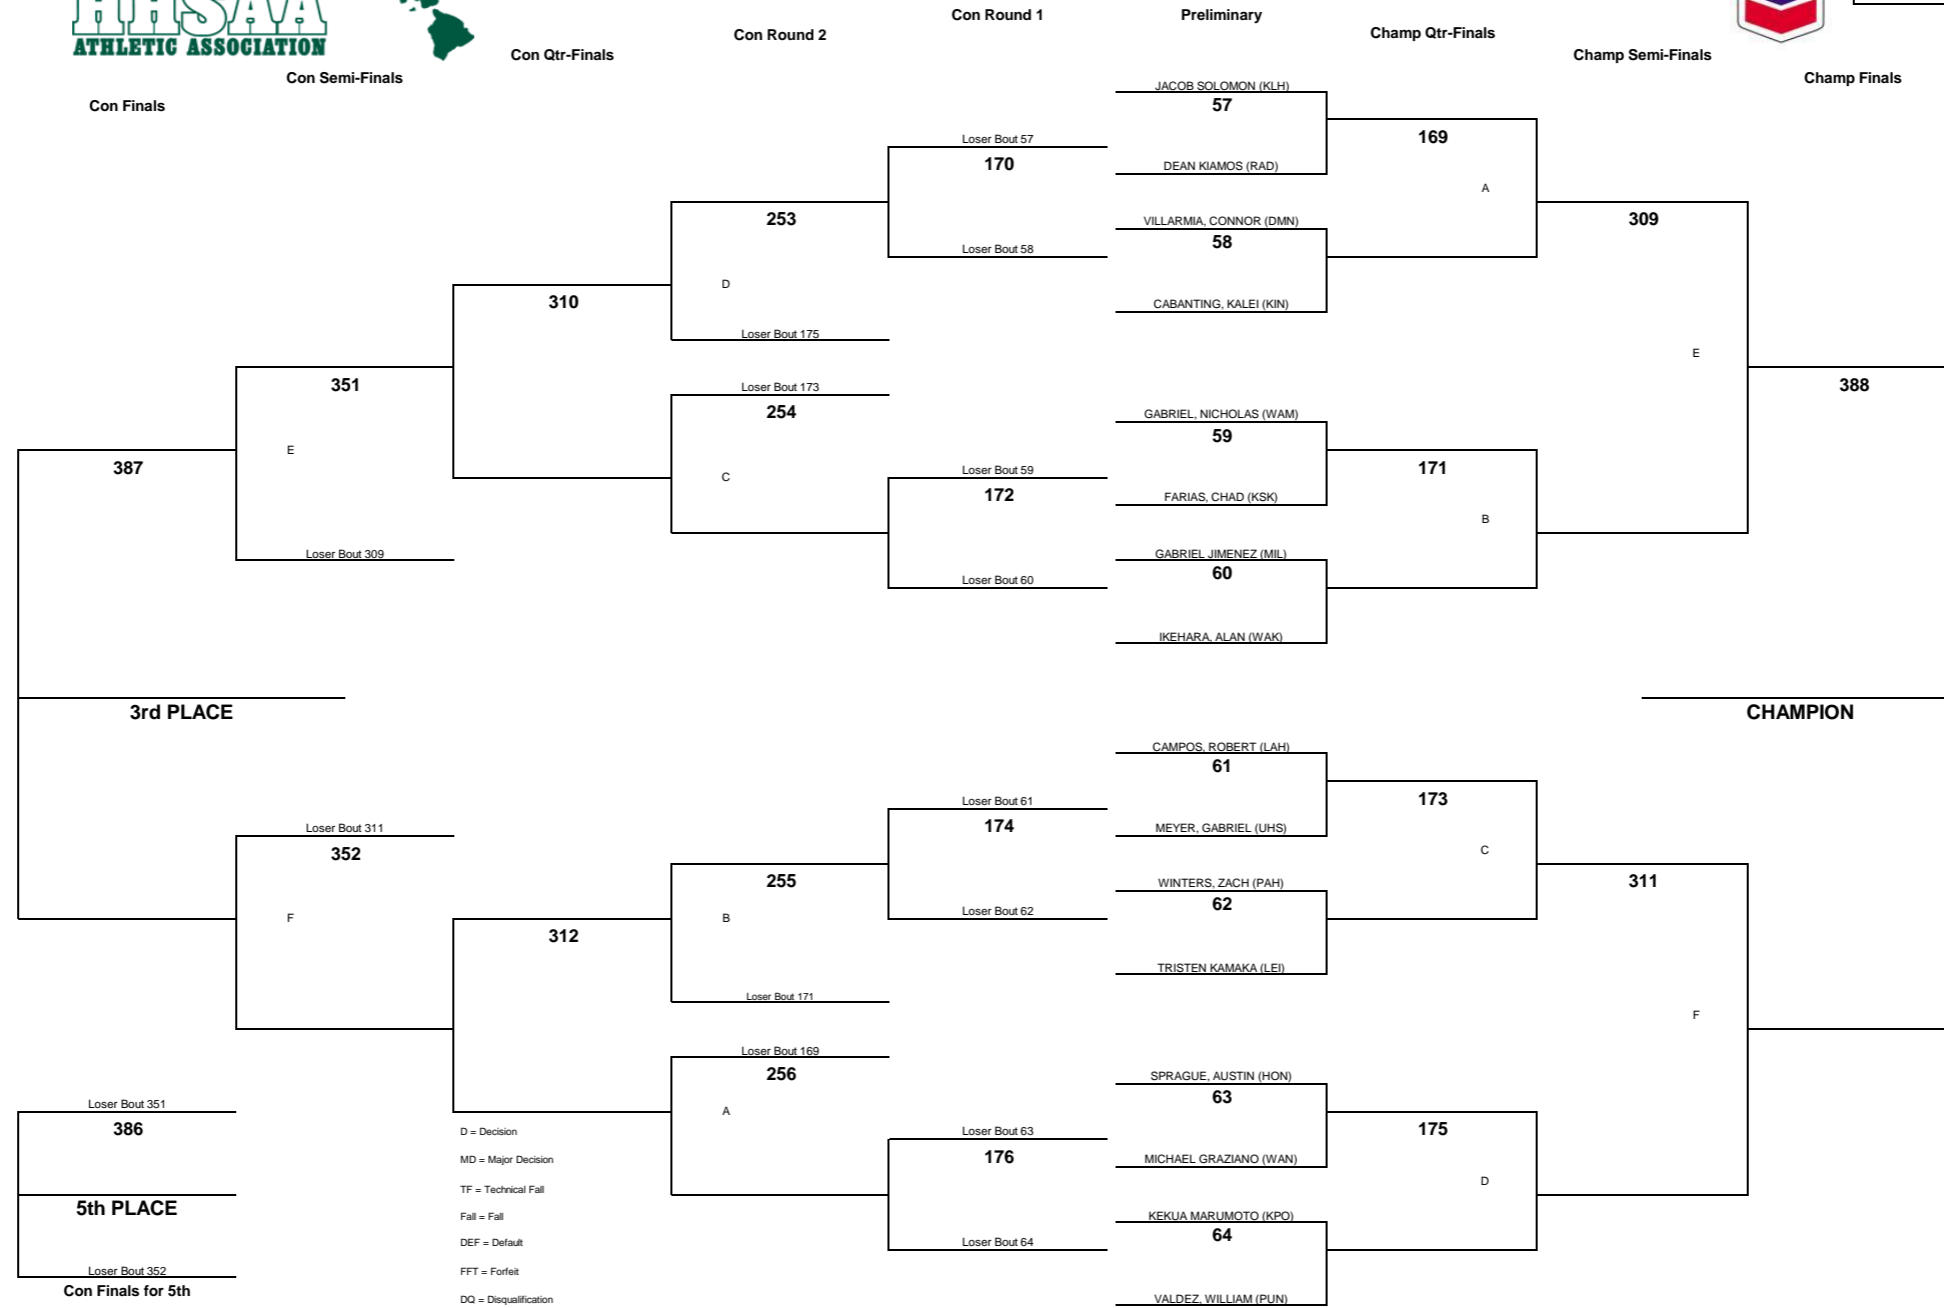 HHSAA
ATHLETIC ASSOCIATION
Con Finals
Con Semi-Finals
Con Qtr-Finals
Con Round 2
Con Round 1
Preliminary
Champ Qtr-Finals
Champ Semi-Finals
Champ Finals
JACOB SOLOMON (KLH)
57
DEAN KIAMOS (RAD)
VILLARMIA, CONNOR (DMN)
58
CABANTING, KALEI (KIN)
GABRIEL, NICHOLAS (WAM)
59
FARIAS, CHAD (KSK)
GABRIEL JIMENEZ (MIL)
60
IKEHARA, ALAN (WAK)
CAMPOS, ROBERT (LAH)
61
MEYER, GABRIEL (UHS)
WINTERS, ZACH (PAH)
62
TRISTEN KAMAKA (LEI)
SPRAGUE, AUSTIN (HON)
63
MICHAEL GRAZIANO (WAN)
KEKUA MARUMOTO (KPO)
64
VALDEZ, WILLIAM (PUN)
169
A
171
B
173
C
175
D
309
E
311
F
388
CHAMPION
Loser Bout 57
170
Loser Bout 58
Loser Bout 59
172
Loser Bout 60
Loser Bout 61
174
Loser Bout 62
Loser Bout 63
176
Loser Bout 64
253
D
Loser Bout 175
Loser Bout 173
254
C
255
B
Loser Bout 171
Loser Bout 169
256
A
310
312
351
E
Loser Bout 309
Loser Bout 311
352
F
387
3rd PLACE
Loser Bout 351
386
5th PLACE
Loser Bout 352
Con Finals for 5th
D = Decision
MD = Major Decision
TF = Technical Fall
Fall = Fall
DEF = Default
FFT = Forfeit
DQ = Disqualification